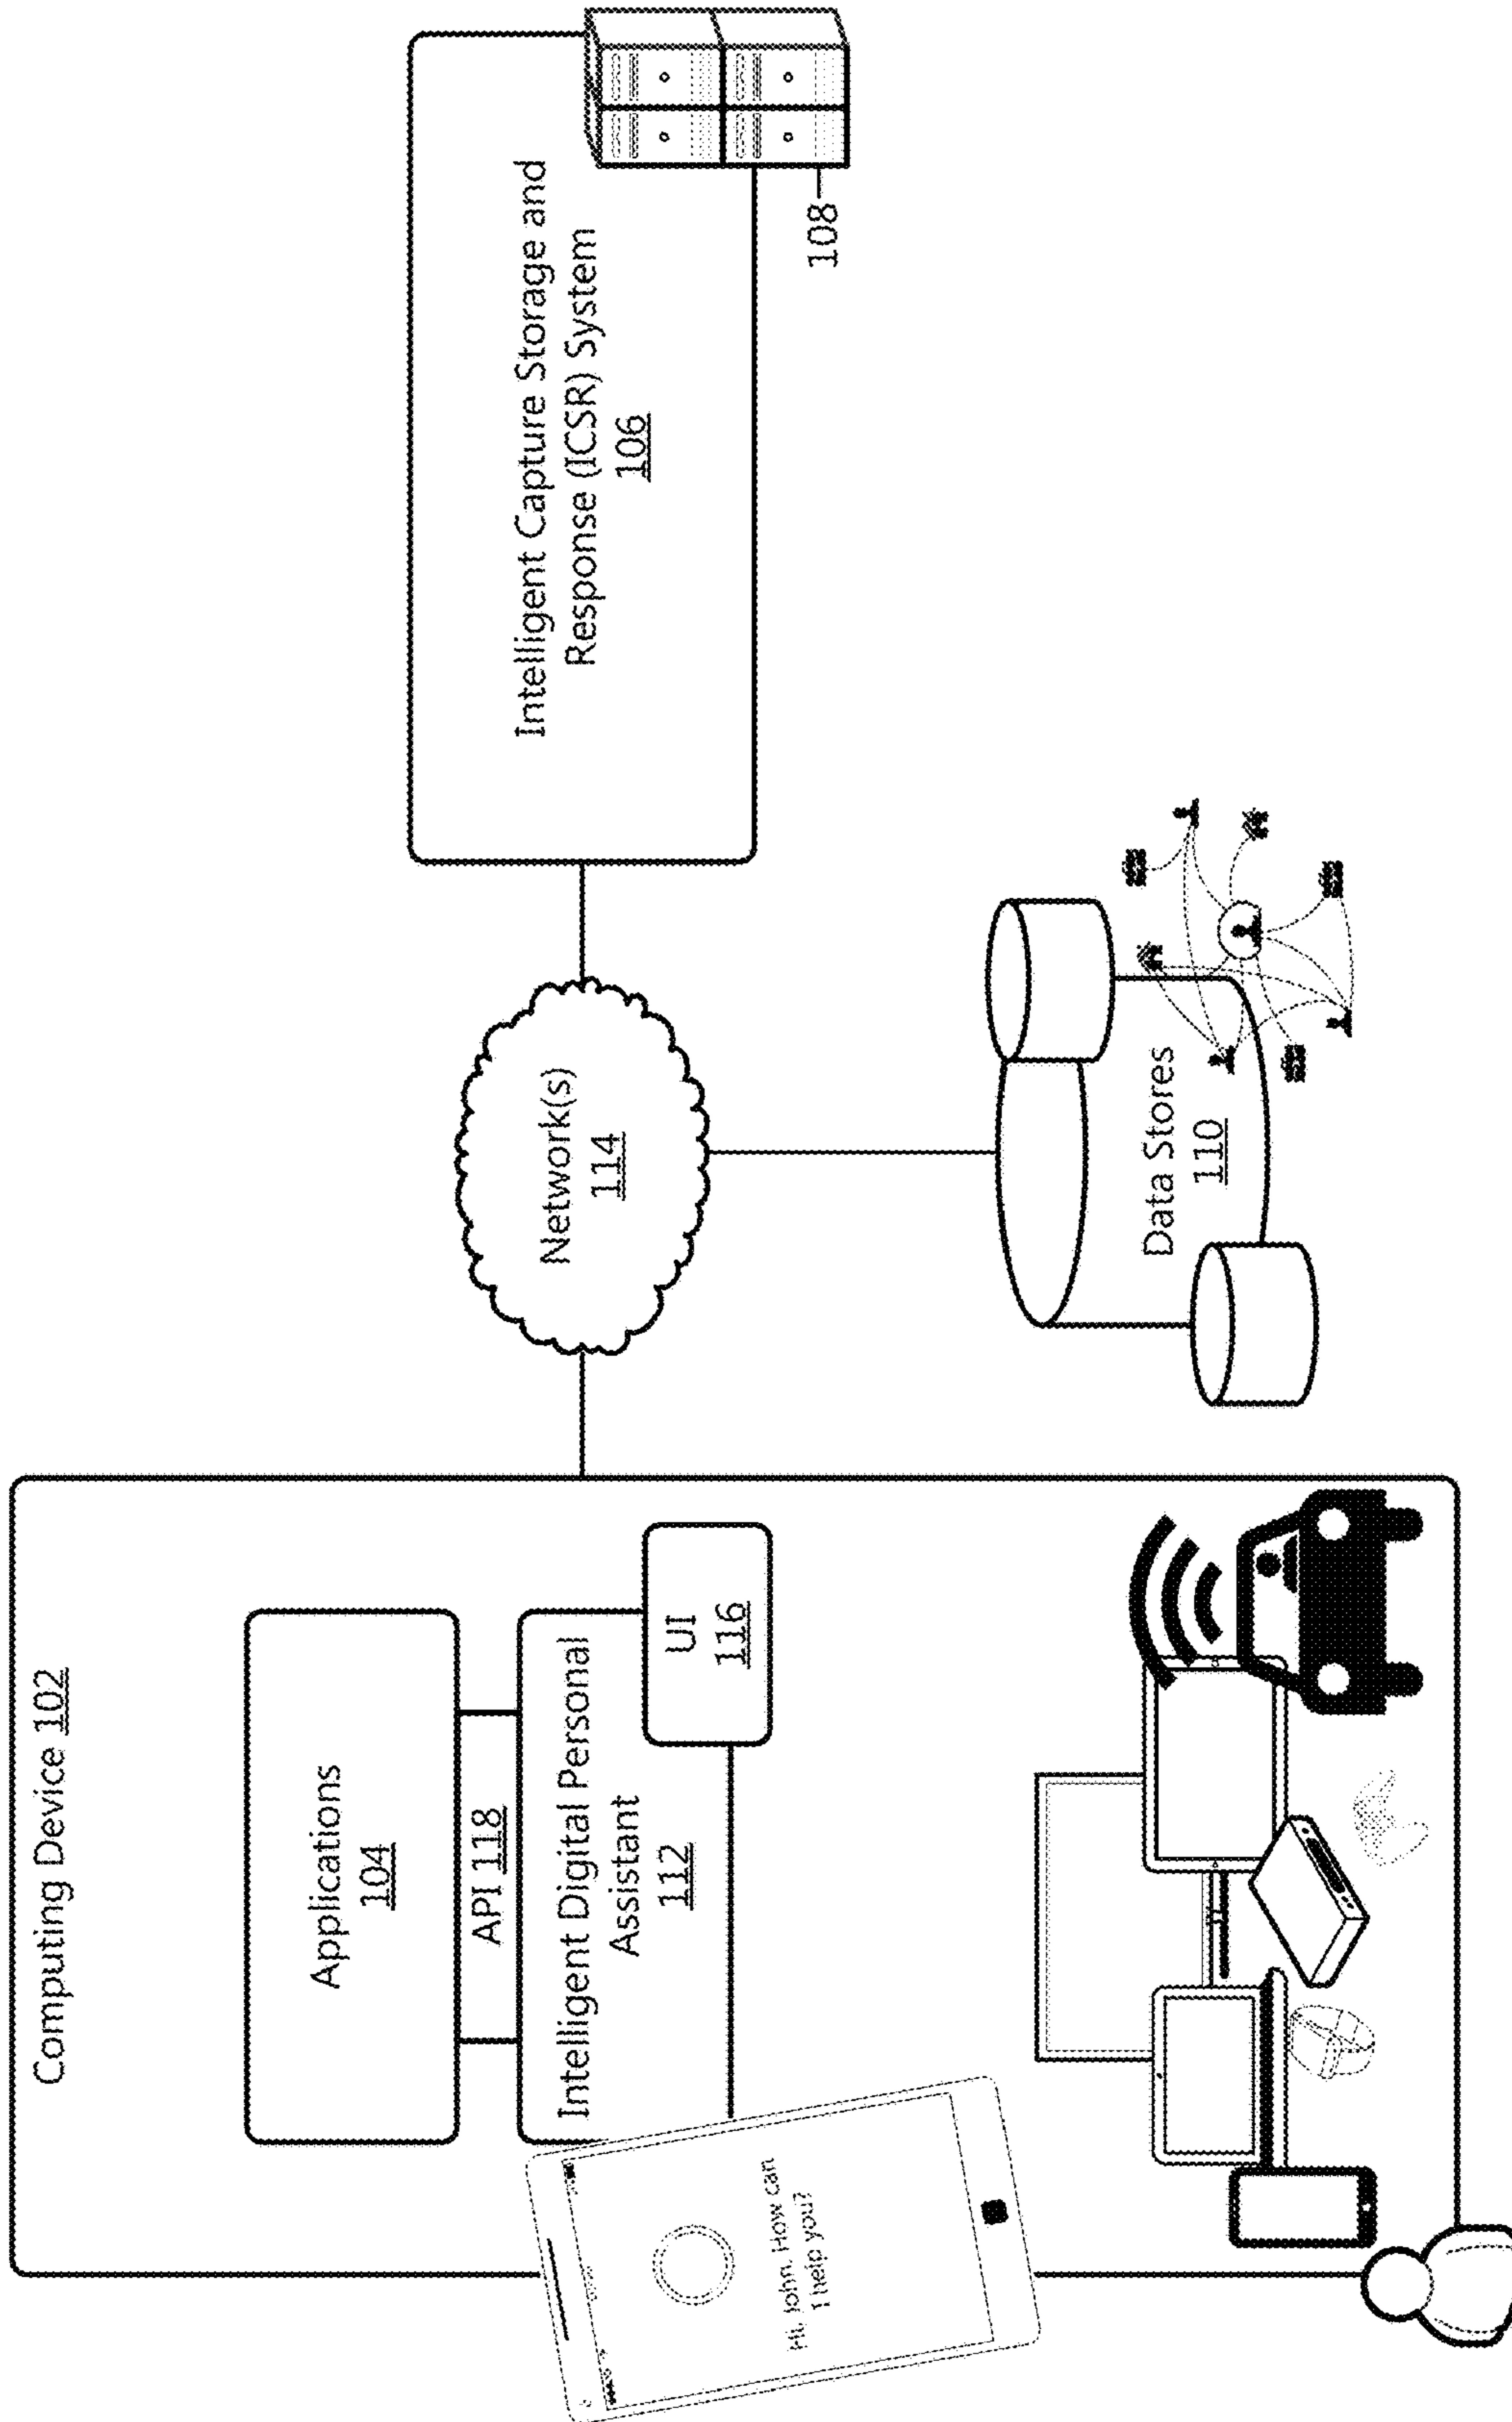 Computing Device 102
Applications
104
API 118
Intelligent Digital Personal
Assistant
112
UI
116
Hi, John. How can
I help you?
Network(s)
114
Data Stores
110
Intelligent Capture Storage and
Response (ICSR) System
106
108